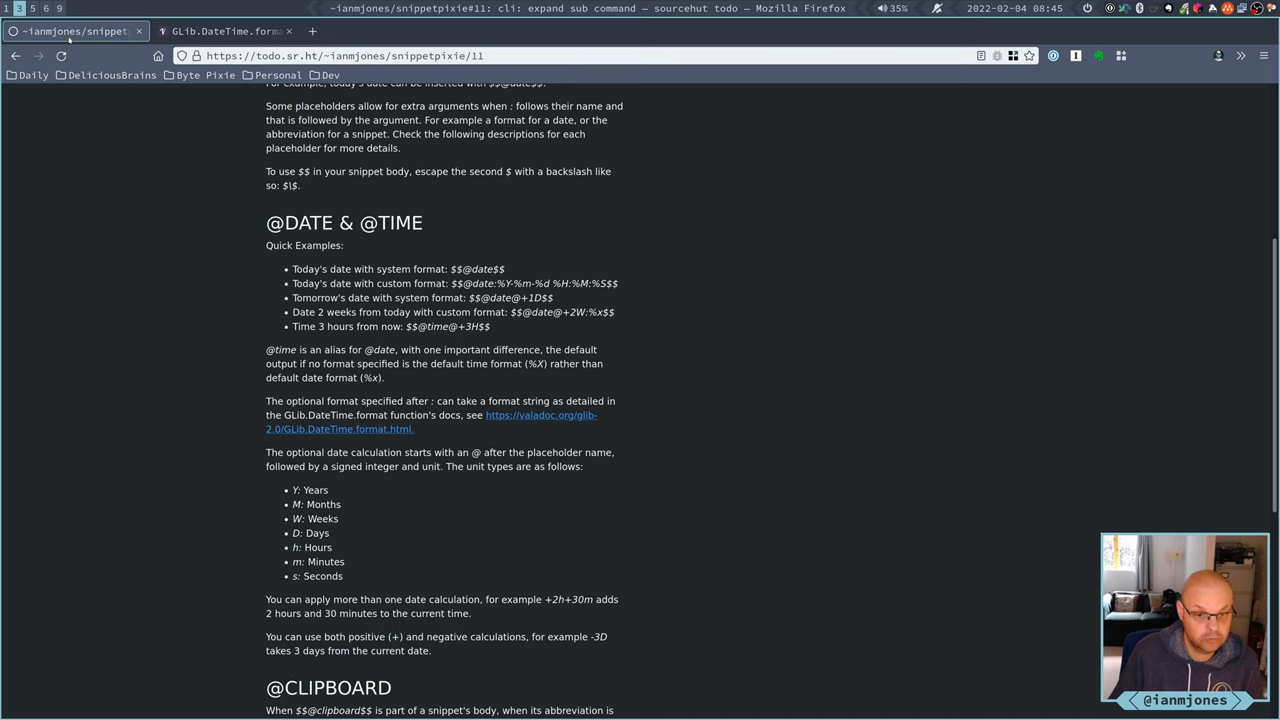 1 3 5 6 9
~ianmjones/snippetpixie#11: cli: expand sub command — sourcehut todo — Mozilla Firefox
35%
2022-02-04 08:45
~ianmjones/snippet
GLib.DateTime.forma
https://todo.sr.ht/~ianmjones/snippetpixie/11
Daily DeliciousBrains Byte Pixie Personal Dev
For example, today's date can be inserted with $$@date$$.
Some placeholders allow for extra arguments when : follows their name and
that is followed by the argument. For example a format for a date, or the
abbreviation for a snippet. Check the following descriptions for each
placeholder for more details.
To use $$ in your snippet body, escape the second $ with a backslash like
so: $\$.
@DATE & @TIME
Quick Examples:
• Today's date with system format: $$@date$$
• Today's date with custom format: $$@date:%Y-%m-%d %H:%M:%S$$
• Tomorrow's date with system format: $$@date@+1D$$
• Date 2 weeks from today with custom format: $$@date@+2W:%x$$
• Time 3 hours from now: $$@time@+3H$$
@time is an alias for @date, with one important difference, the default
output if no format specified is the default time format (%X) rather than
default date format (%x).
The optional format specified after : can take a format string as detailed in
the GLib.DateTime.format function's docs, see https://valadoc.org/glib-
2.0/GLib.DateTime.format.html.
The optional date calculation starts with an @ after the placeholder name,
followed by a signed integer and unit. The unit types are as follows:
• Y: Years
• M: Months
• W: Weeks
• D: Days
• h: Hours
• m: Minutes
• s: Seconds
You can apply more than one date calculation, for example +2h+30m adds
2 hours and 30 minutes to the current time.
You can use both positive (+) and negative calculations, for example -3D
takes 3 days from the current date.
@CLIPBOARD
When $$@clipboard$$ is part of a snippet's body, when its abbreviation is
@ianmjones